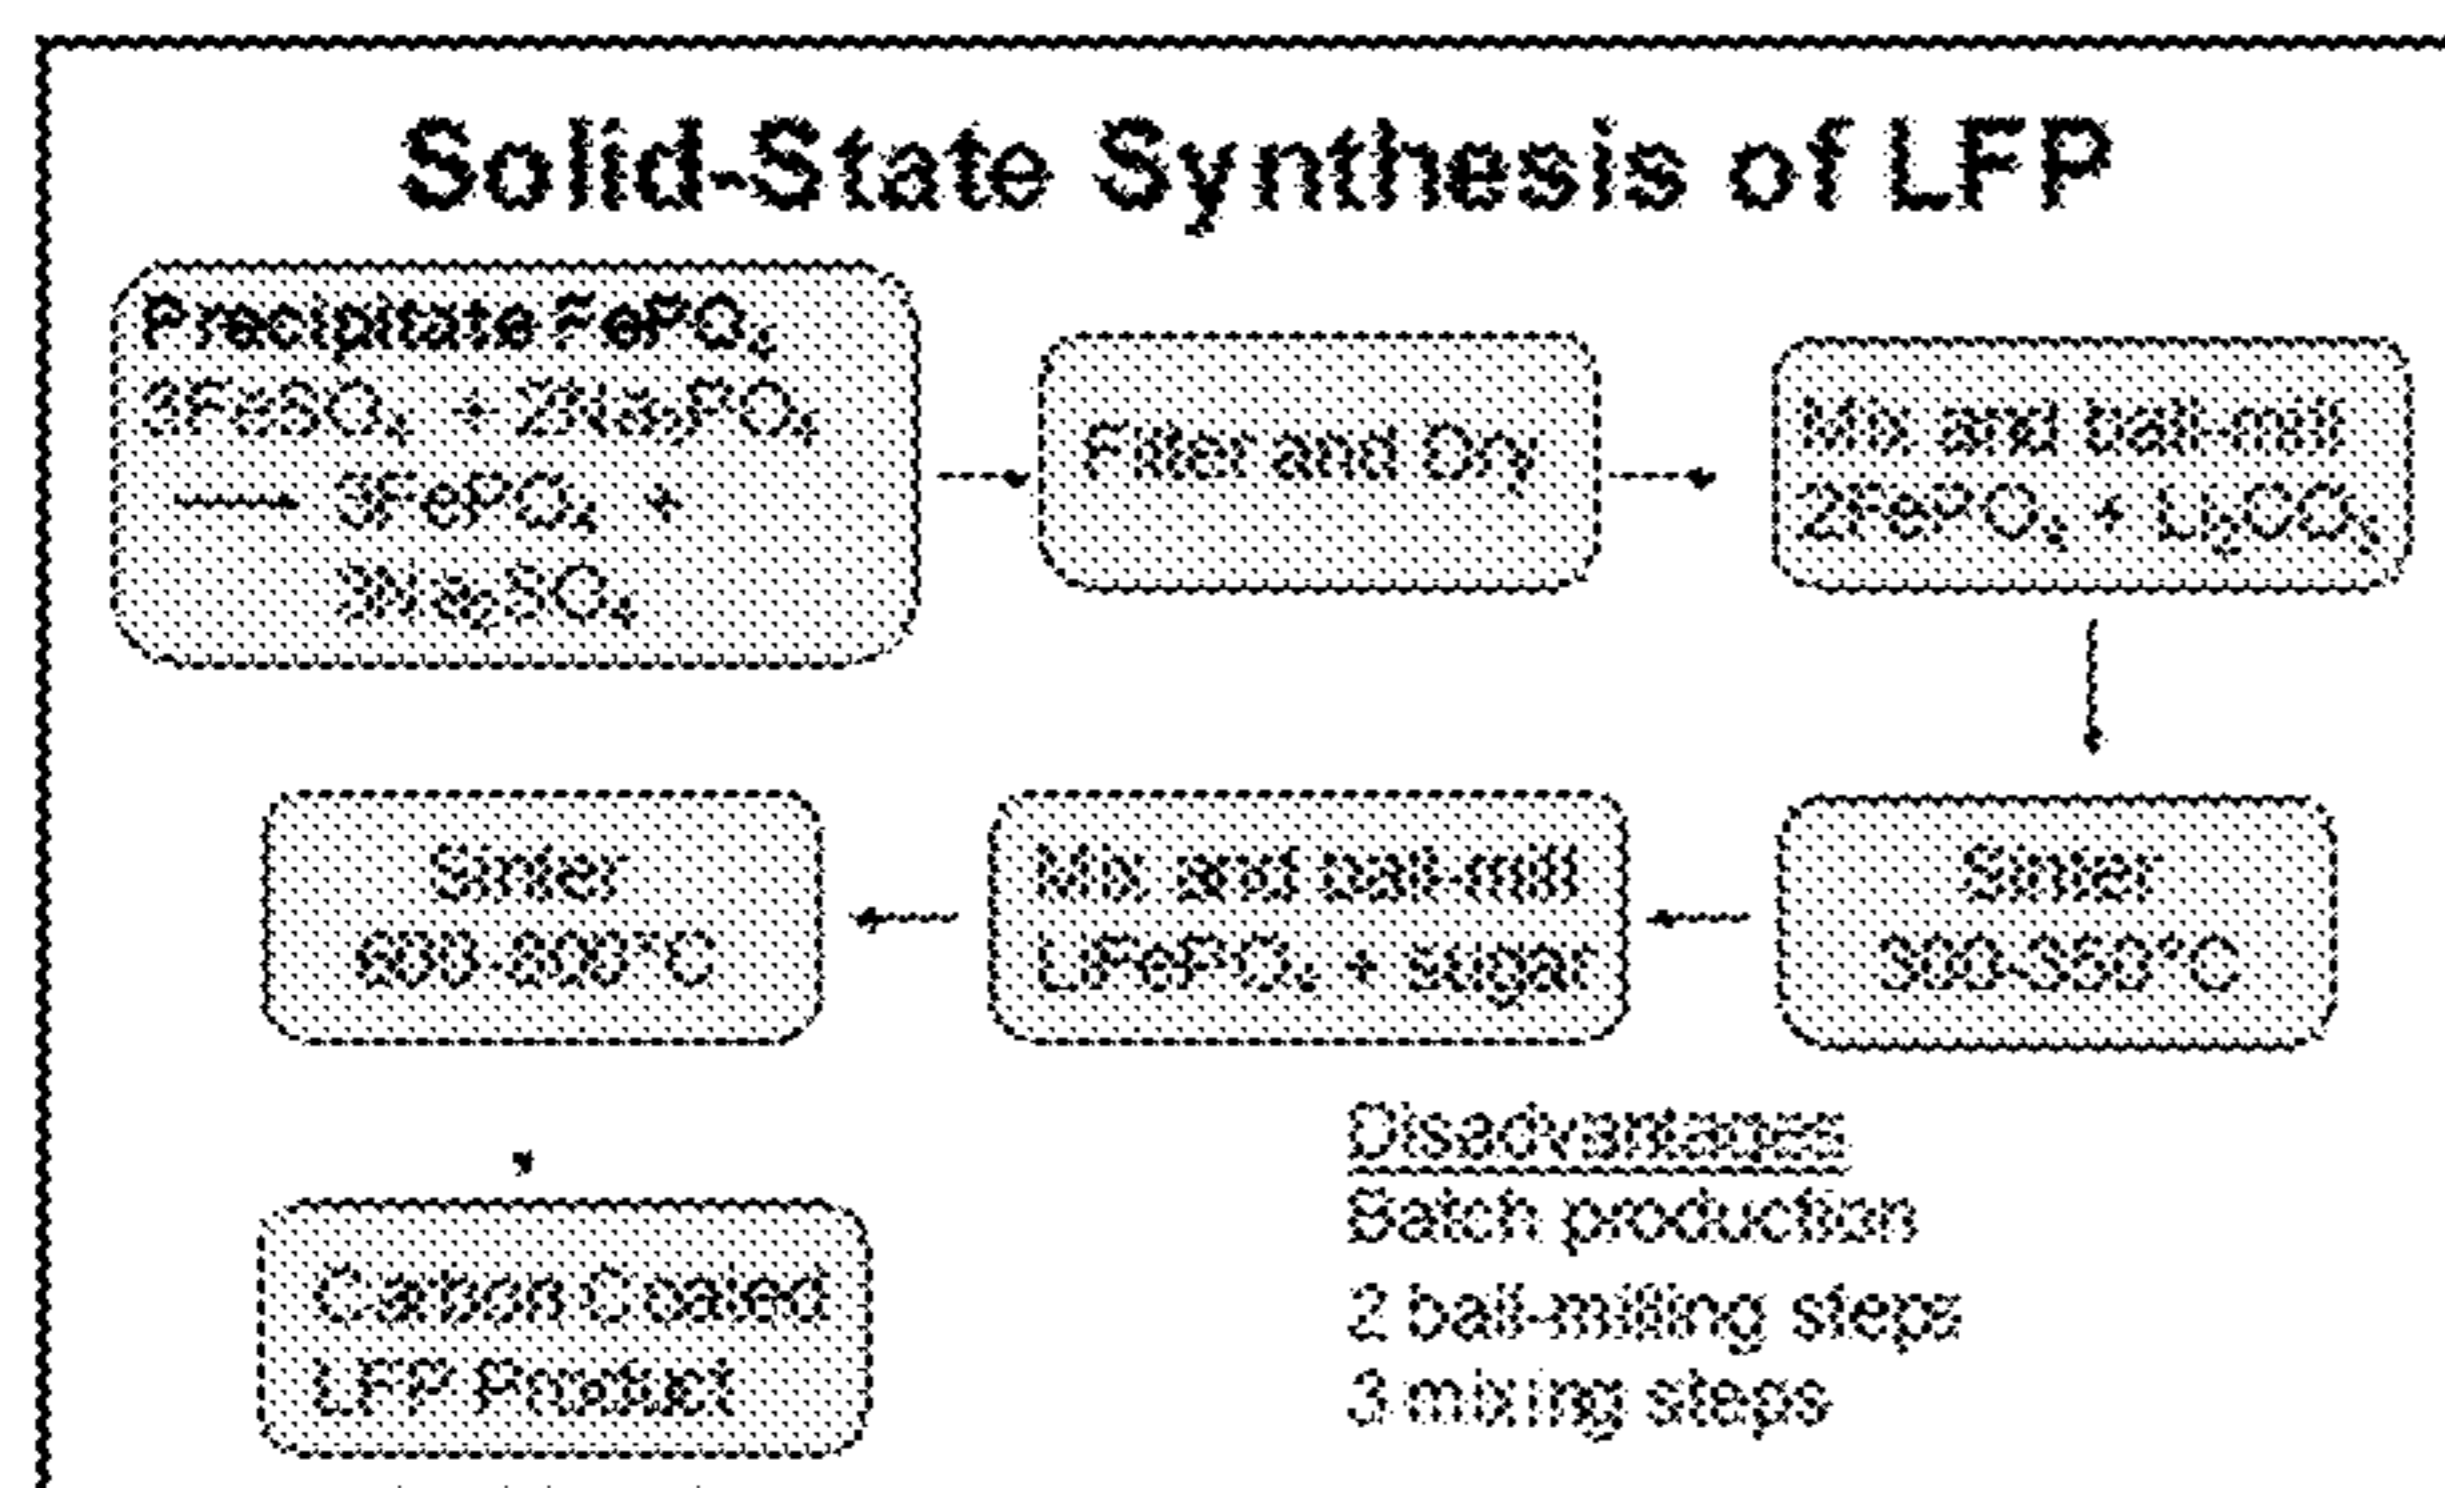 Solid-State Synthesis of LFP
Precipitate FePO₄
3FeSO₄ + 2Na₃PO₄
⟶ 3FePO₄ +
3Na₂SO₄
Filter and Dry
Mix and ball-mill
2FePO₄ + Li₂CO₃
Sinter
300-350°C
Mix and ball-mill
LiFePO₄ + sugar
Sinter
600-800°C
Carbon Coated
LFP Product
Disadvantages
Batch production
2 ball-milling steps
3 mixing steps